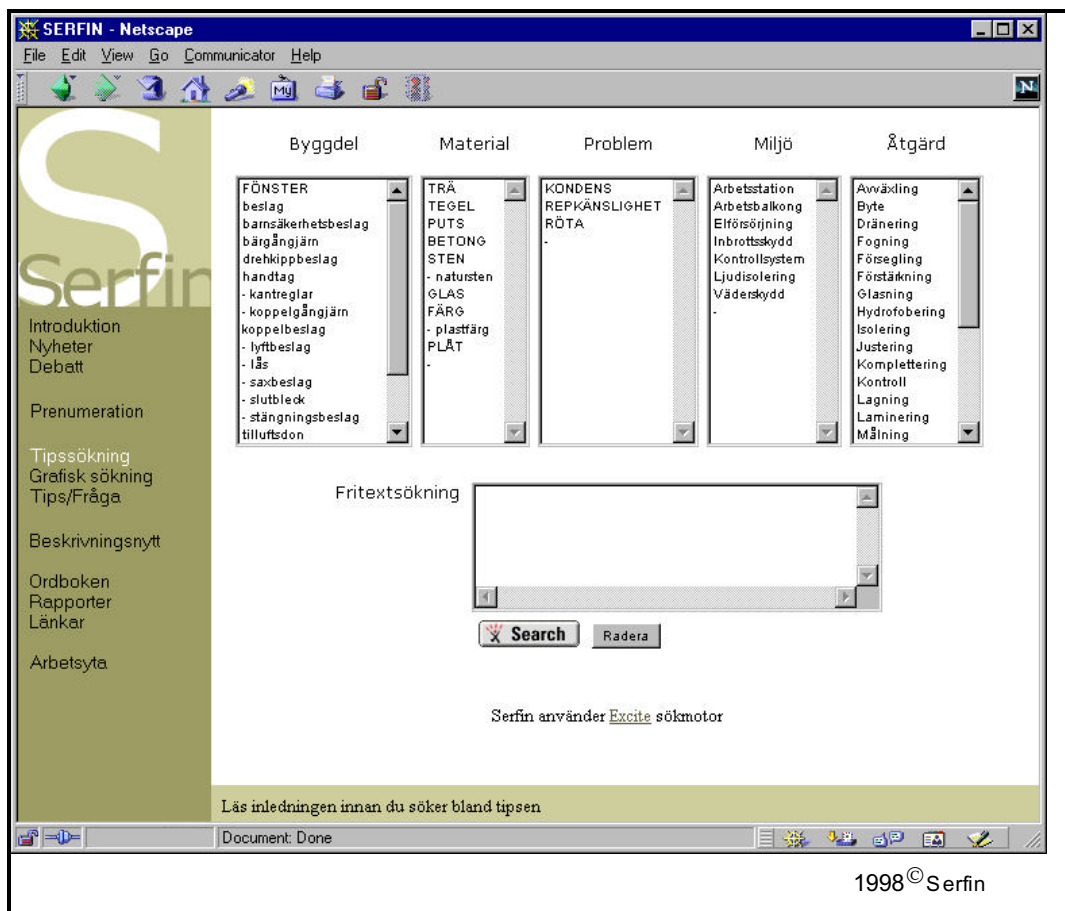 SERFIN - Netscape
File Edit View Go Communicator Help
My
N
S
Serfin
Introduktion
Nyheter
Debatt
Prenumeration
Tipssökning
Grafisk sökning
Tips/Fråga
Beskrivningsnytt
Ordboken
Rapporter
Länkar
Arbetsyta
Byggdel
FÖNSTER
beslag
barnsäkerhetsbeslag
bärgångjärn
drehkippbeslag
handtag
- kantreglar
- koppelgångjärn
koppelbeslag
- lyftbeslag
- lås
- saxbeslag
- slutbleck
- stängningsbeslag
tilluftsdon
Material
TRÄ
TEGEL
PUTS
BETONG
STEN
- natursten
GLAS
FÄRG
- plastfärg
PLÅT
-
Problem
KONDENS
REPKÄNSLIGHET
RÖTA
-
Miljö
Arbetsstation
Arbetsbalkong
Elförsörjning
Inbrottsskydd
Kontrollsystem
Ljudisolering
Väderskydd
-
Åtgärd
Avväxling
Byte
Dränering
Fogning
Försegling
Förstärkning
Glasning
Hydrofobering
Isolering
Justering
Komplettering
Kontroll
Lagning
Laminering
Målning
Fritextsökning
Search Radera
Serfin använder Excite sökmotor
Läs inledningen innan du söker bland tipsen
Document: Done
1998© Serfin